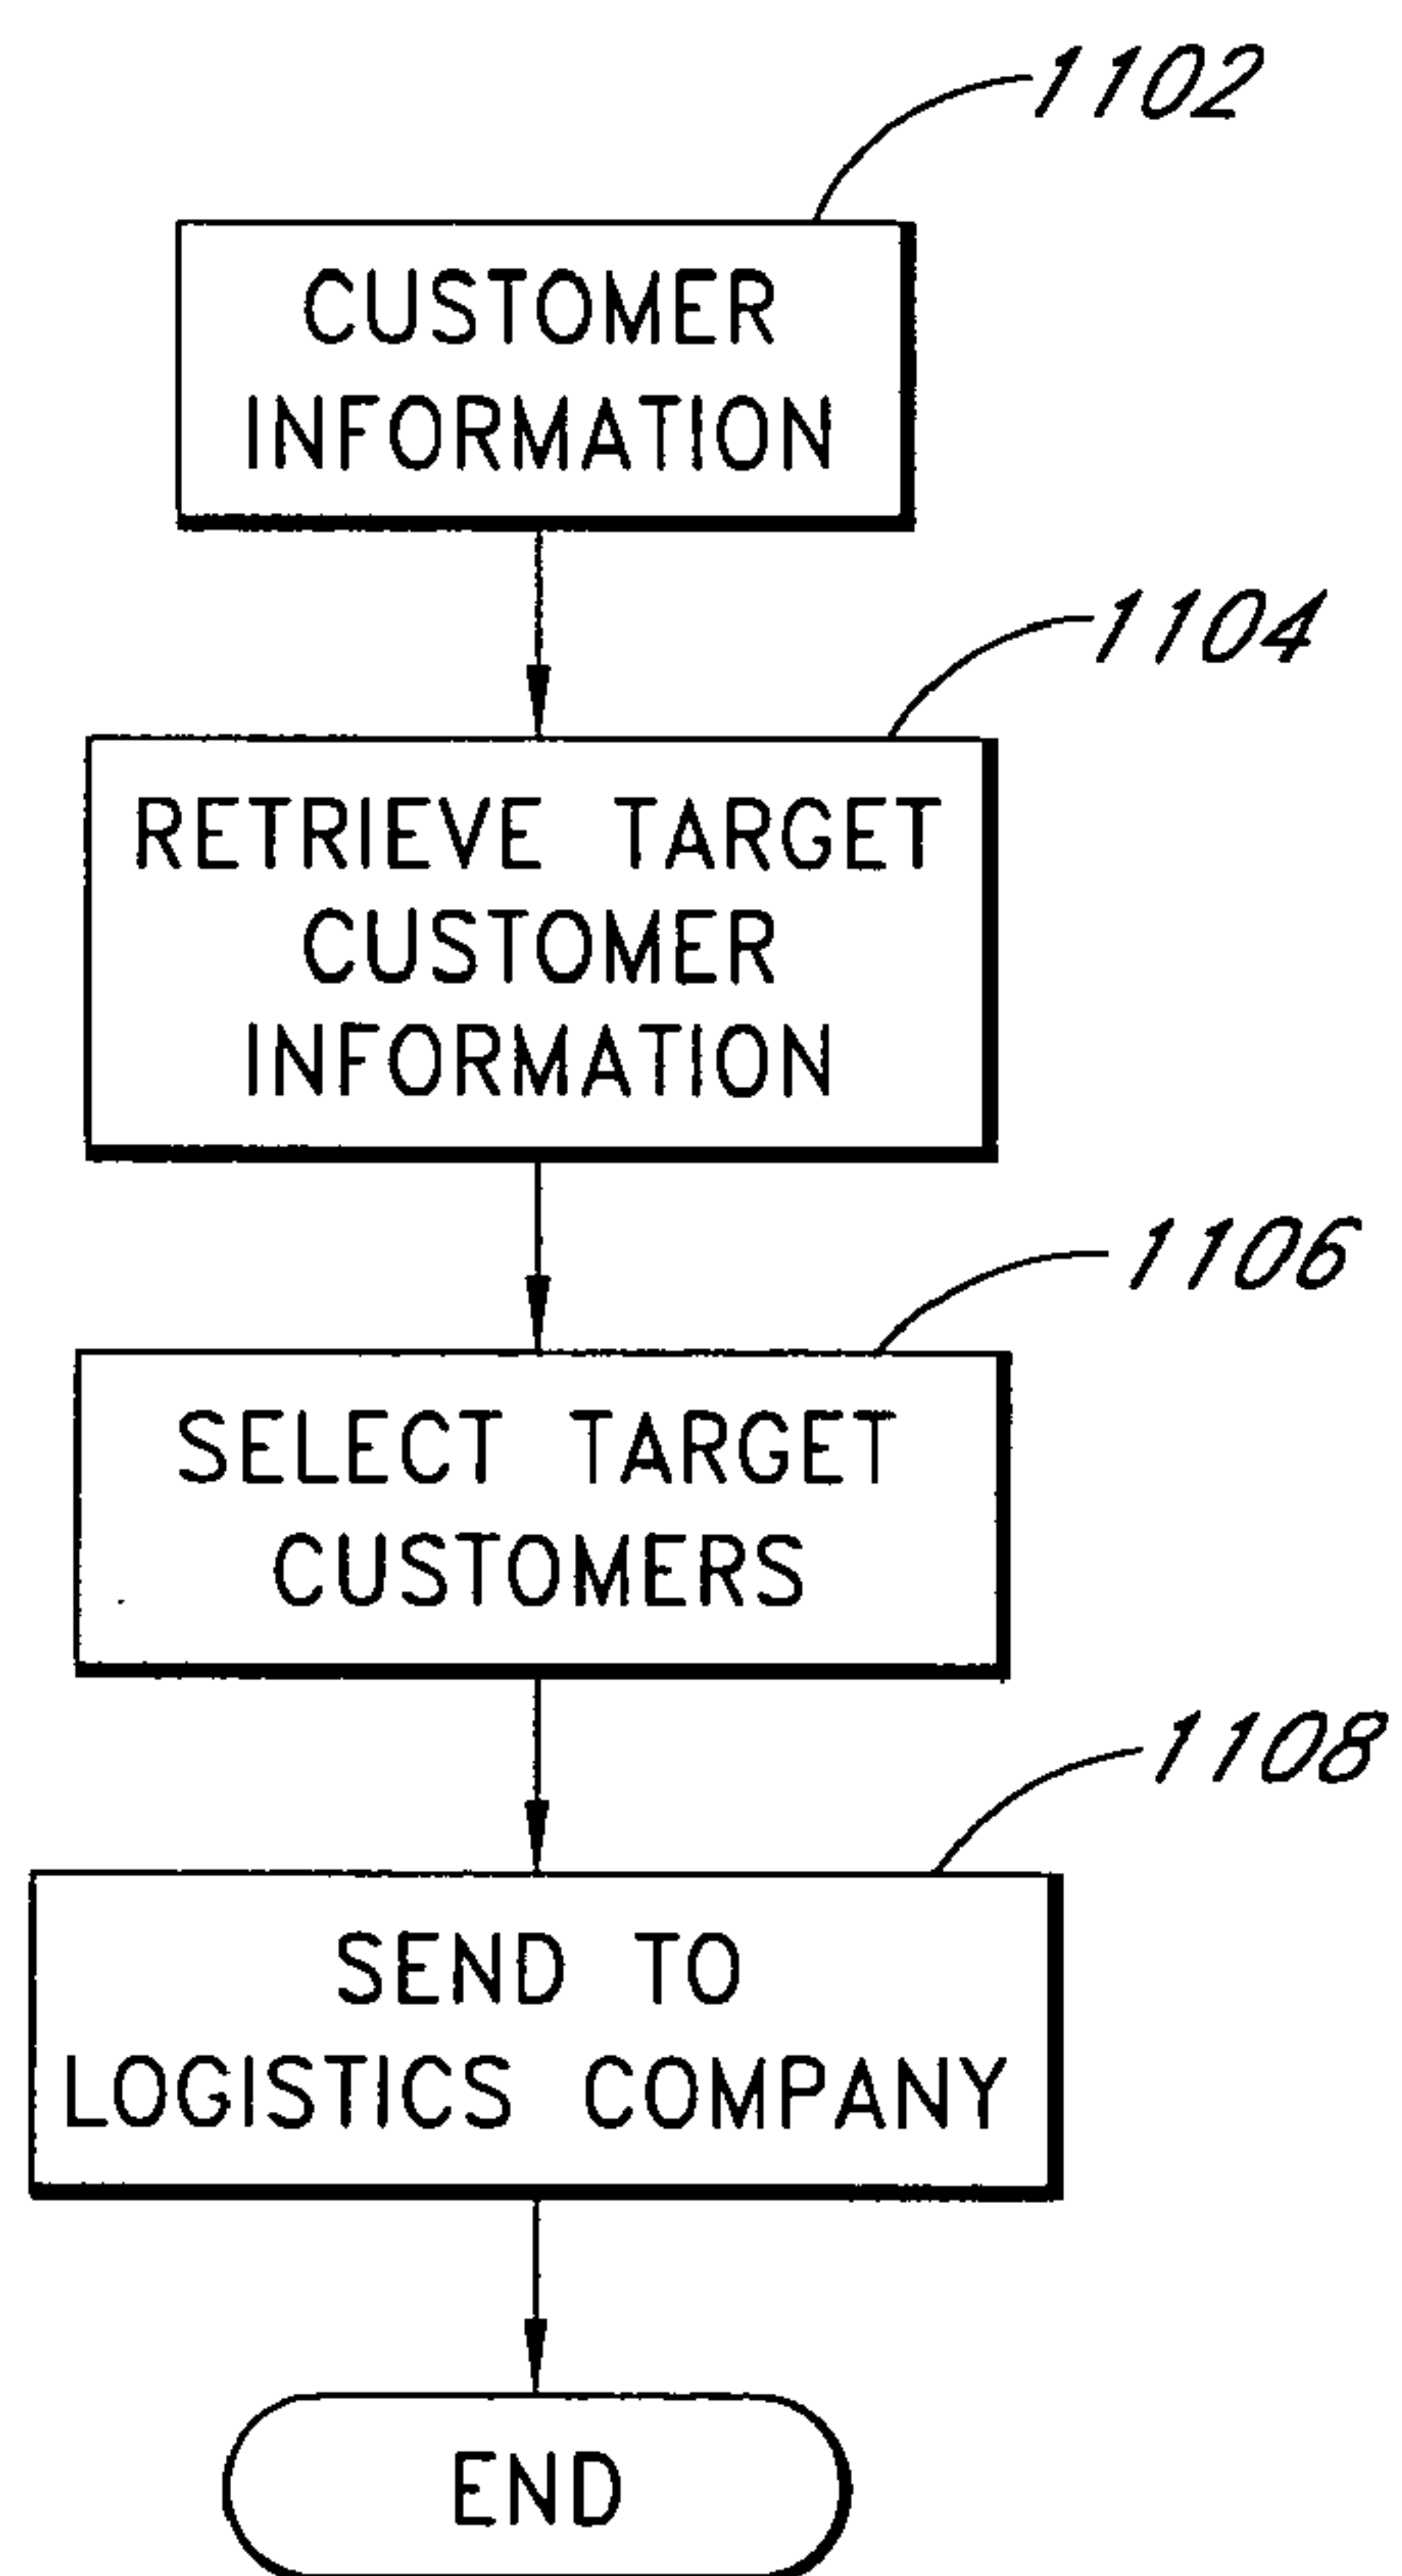 1102
CUSTOMER
INFORMATION
1104
RETRIEVE TARGET
CUSTOMER
INFORMATION
1106
SELECT TARGET
CUSTOMERS
1108
SEND TO
LOGISTICS COMPANY
END